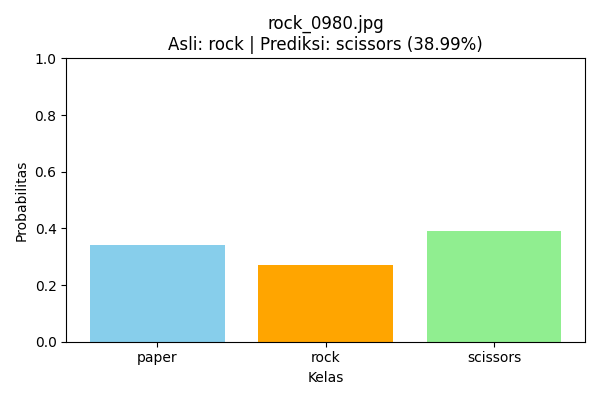 rock_0980.jpg
Asli: rock | Prediksi: scissors (38.99%)
1.0
0.8
0.6
0.4
0.2
0.0
Probabilitas
paper rock scissors
Kelas